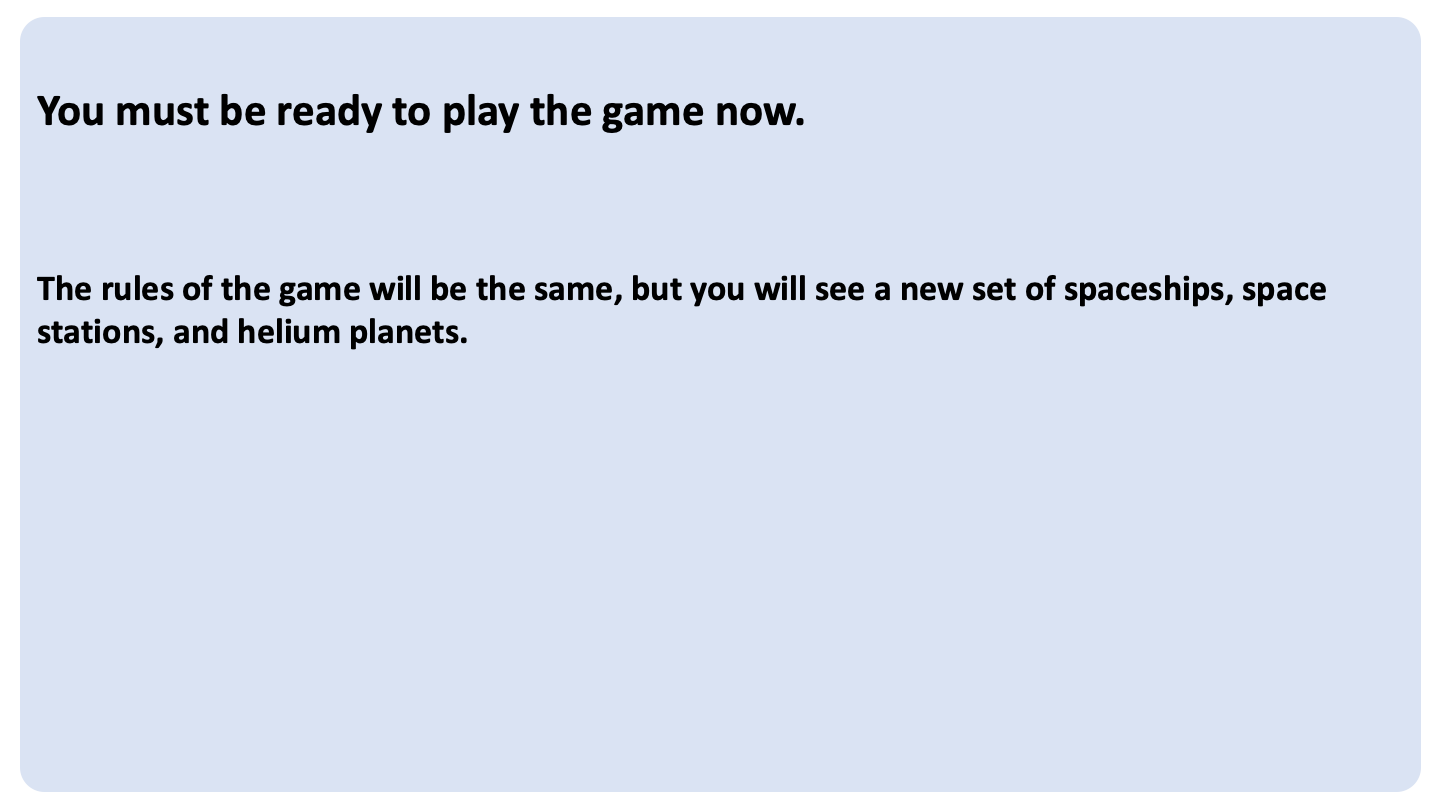 You must be ready to play the game now.
The rules of the game will be the same, but you will see a new set of spaceships, space
stations, and helium planets.